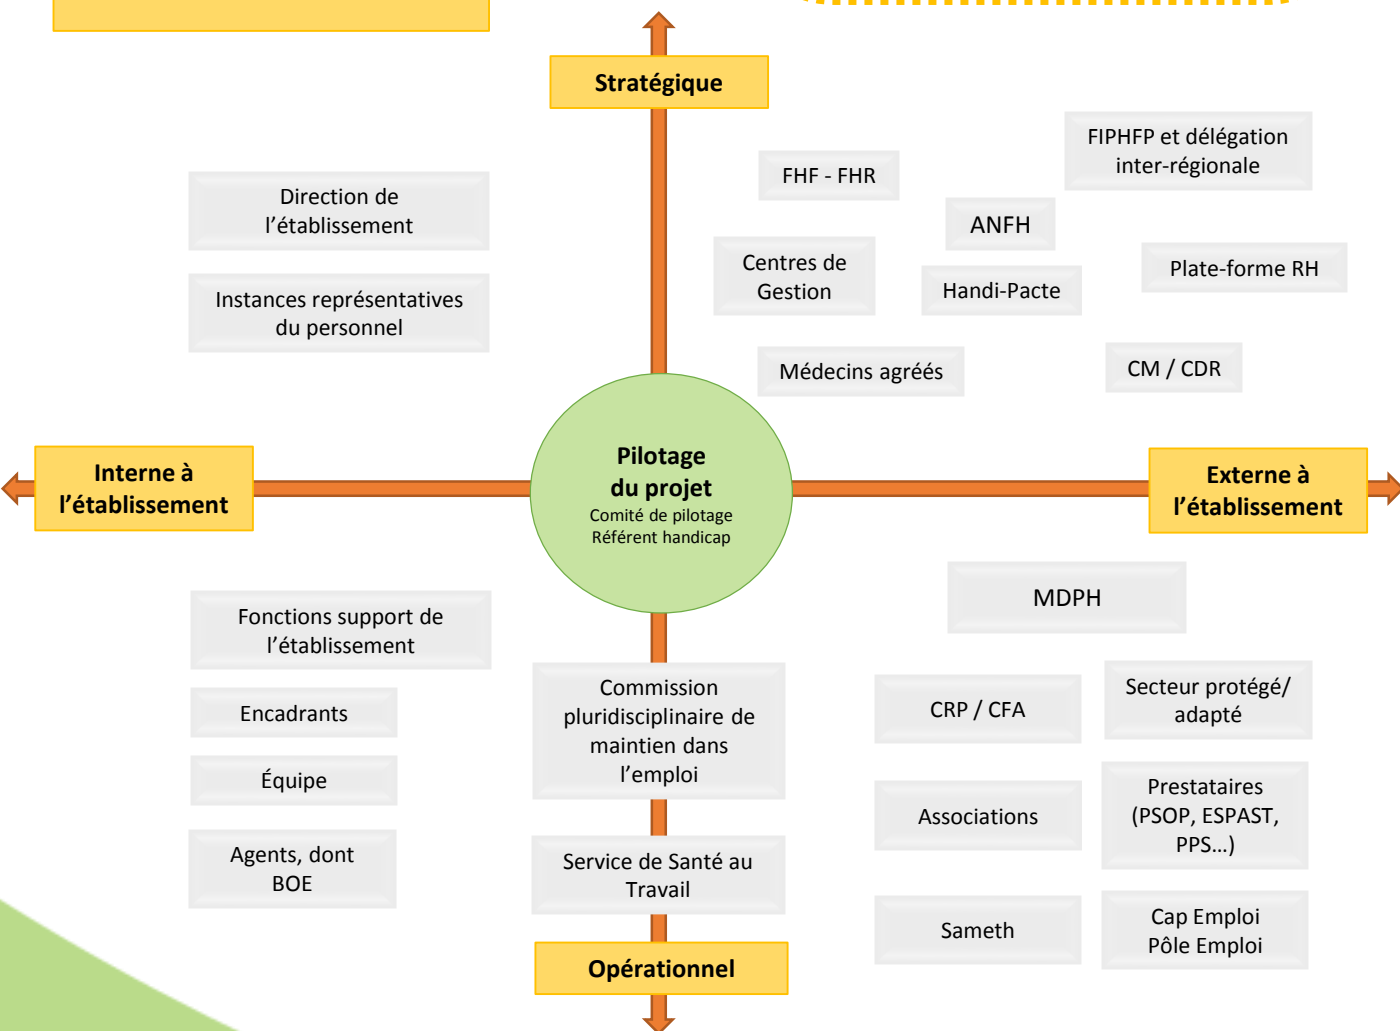 Stratégique
FIPHFP et délégation
inter-régionale
FHF - FHR
Direction de
l'établissement
ANFH
Centres de
Gestion
Plate-forme RH
Handi-Pacte
Instances représentatives
du personnel
Médecins agréés
CM / CDR
Interne à
l'établissement
Pilotage
du projet
Comité de pilotage
Référent handicap
Externe à
l'établissement
MDPH
Fonctions support de
l'établissement
Commission
pluridisciplinaire de
maintien dans
l'emploi
Encadrants
CRP / CFA
Secteur protégé/
adapté
Équipe
Associations
Prestataires
(PSOP, ESPAST,
PPS…)
Agents, dont
BOE
Service de Santé au
Travail
Sameth
Cap Emploi
Pôle Emploi
Opérationnel